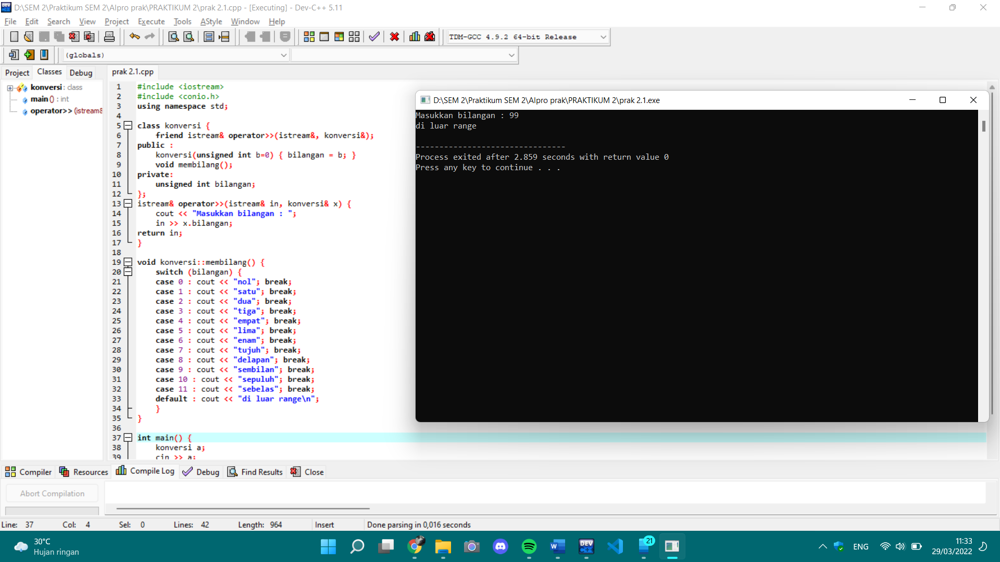 D:\SEM 2\Praktikum SEM 2\Alpro prak\PRAKTIKUM 2\prak 2.1.cpp - [Executing] - Dev-C++ 5.11
File Edit Search View Project Execute Tools AStyle Window Help
TDM-GCC 4.9.2 64-bit Release
(globals)
Project Classes Debug
prak 2.1.cpp
konversi : class
main () : int
operator>> (istream&
1 #include <iostream>
2 #include <conio.h>
3 using namespace std;
4
5 class konversi {
6 friend istream& operator>>(istream&, konversi&);
7 public :
8 konversi(unsigned int b=0) { bilangan = b; }
9 void membilang();
10 private:
11 unsigned int bilangan;
12 };
13 istream& operator>>(istream& in, konversi& x) {
14 cout << "Masukkan bilangan : ";
15 in >> x.bilangan;
16 return in;
17 }
18
19 void konversi::membilang() {
20 switch (bilangan) {
21 case 0 : cout << "nol"; break;
22 case 1 : cout << "satu"; break;
23 case 2 : cout << "dua"; break;
24 case 3 : cout << "tiga"; break;
25 case 4 : cout << "empat"; break;
26 case 5 : cout << "lima"; break;
27 case 6 : cout << "enam"; break;
28 case 7 : cout << "tujuh"; break;
29 case 8 : cout << "delapan"; break;
30 case 9 : cout << "sembilan"; break;
31 case 10 : cout << "sepuluh"; break;
32 case 11 : cout << "sebelas"; break;
33 default : cout << "di luar range\n";
34 }
35 }
36
37 int main() {
38 konversi a;
39 cin >> a;
D:\SEM 2\Praktikum SEM 2\Alpro prak\PRAKTIKUM 2\prak 2.1.exe
Masukkan bilangan : 99
di luar range
--------------------------------
Process exited after 2.859 seconds with return value 0
Press any key to continue . . .
Compiler Resources Compile Log Debug Find Results Close
Abort Compilation
Line: 37 Col: 4 Sel: 0 Lines: 42 Length: 964 Insert Done parsing in 0,016 seconds
30°C
Hujan ringan
DEV
W
DEV
C++
21
ENG
11:33
29/03/2022